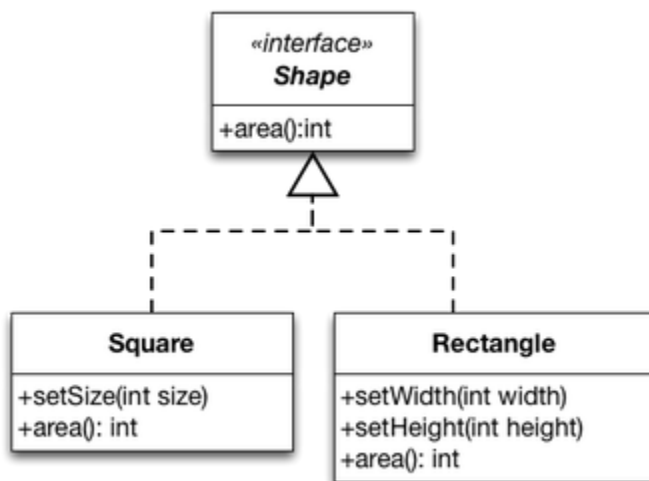 «interface»
Shape
+area():int
Square
+setSize(int size)
+area(): int
Rectangle
+setWidth(int width)
+setHeight(int height)
+area(): int